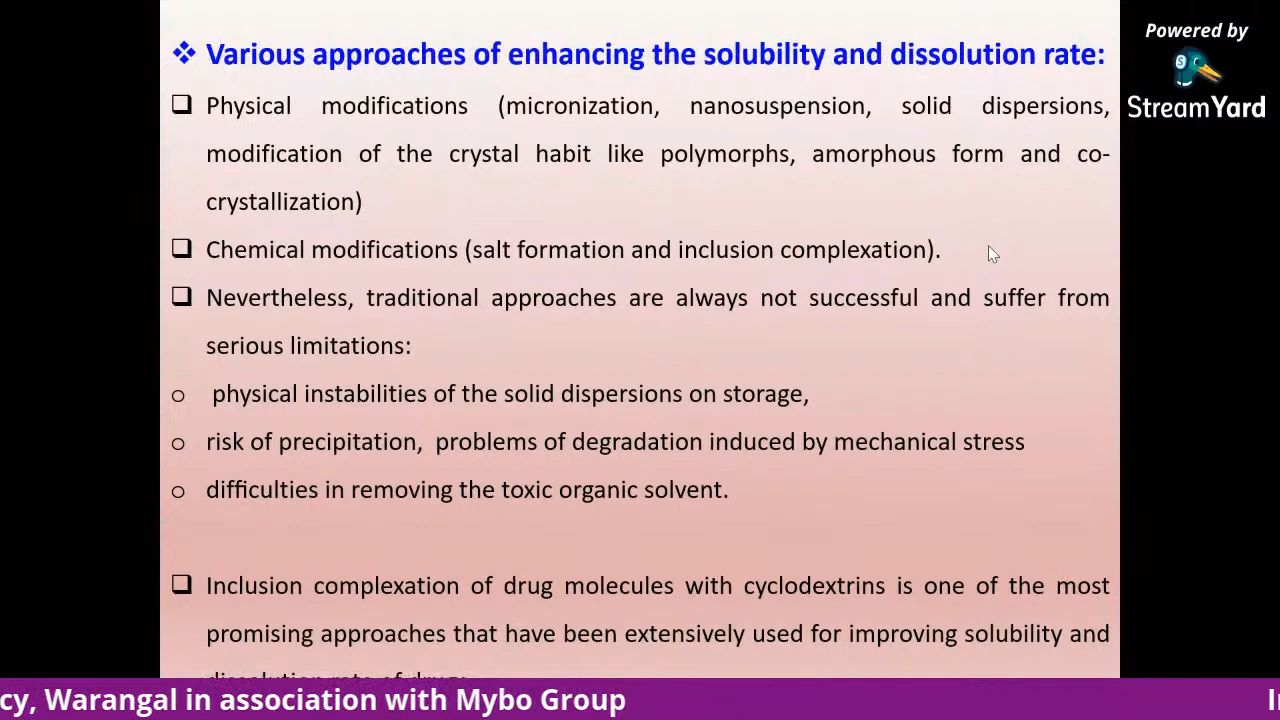 Powered by
StreamYard
❖ Various approaches of enhancing the solubility and dissolution rate:
❑ Physical modifications (micronization, nanosuspension, solid dispersions,
modification of the crystal habit like polymorphs, amorphous form and co-
crystallization)
❑ Chemical modifications (salt formation and inclusion complexation).
❑ Nevertheless, traditional approaches are always not successful and suffer from
serious limitations:
o physical instabilities of the solid dispersions on storage,
o risk of precipitation, problems of degradation induced by mechanical stress
o difficulties in removing the toxic organic solvent.
❑ Inclusion complexation of drug molecules with cyclodextrins is one of the most
promising approaches that have been extensively used for improving solubility and
cy, Warangal in association with Mybo Group